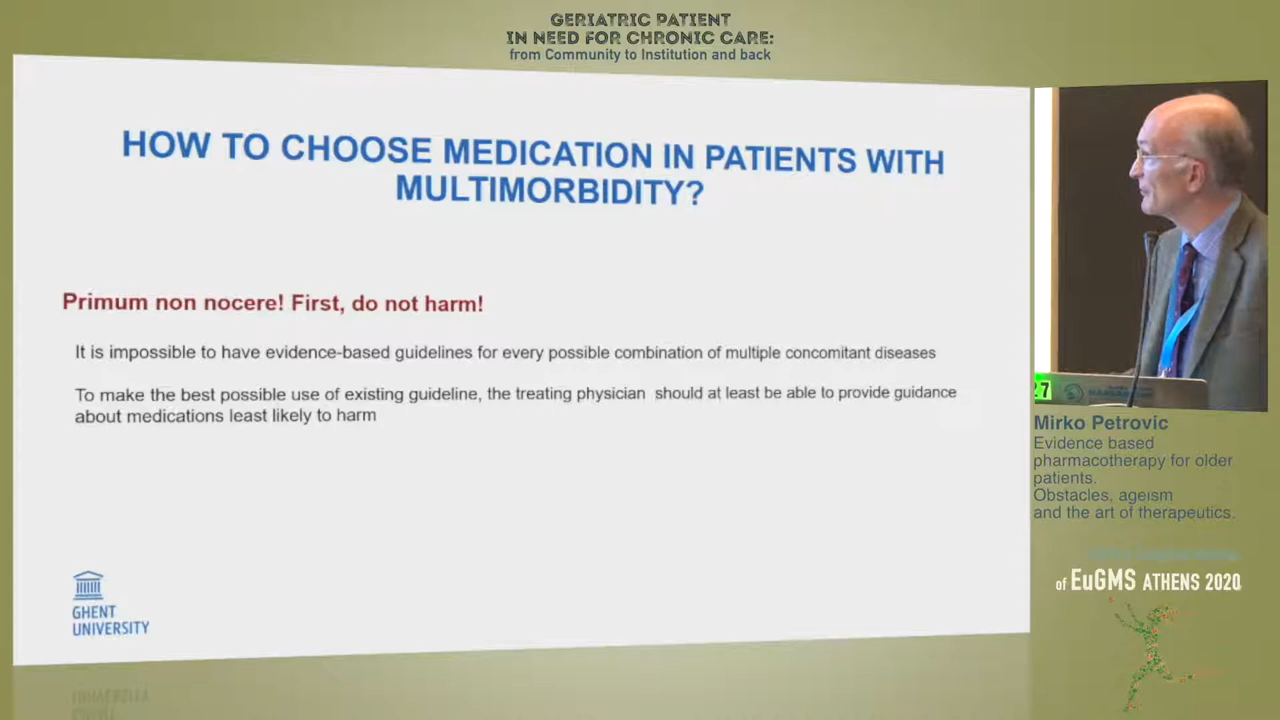 GERIATRIC PATIENT
IN NEED FOR CHRONIC CARE:
from Community to Institution and back
HOW TO CHOOSE MEDICATION IN PATIENTS WITH
MULTIMORBIDITY?
Primum non nocere! First, do not harm!
It is impossible to have evidence-based guidelines for every possible combination of multiple concomitant diseases
To make the best possible use of existing guideline, the treating physician should at least be able to provide guidance
about medications least likely to harm
GHENT
UNIVERSITY
27
Mirko Petrovic
Evidence based
pharmacotherapy for older
patients.
Obstacles, ageism
and the art of therapeutics.
of EuGMS ATHENS 2020